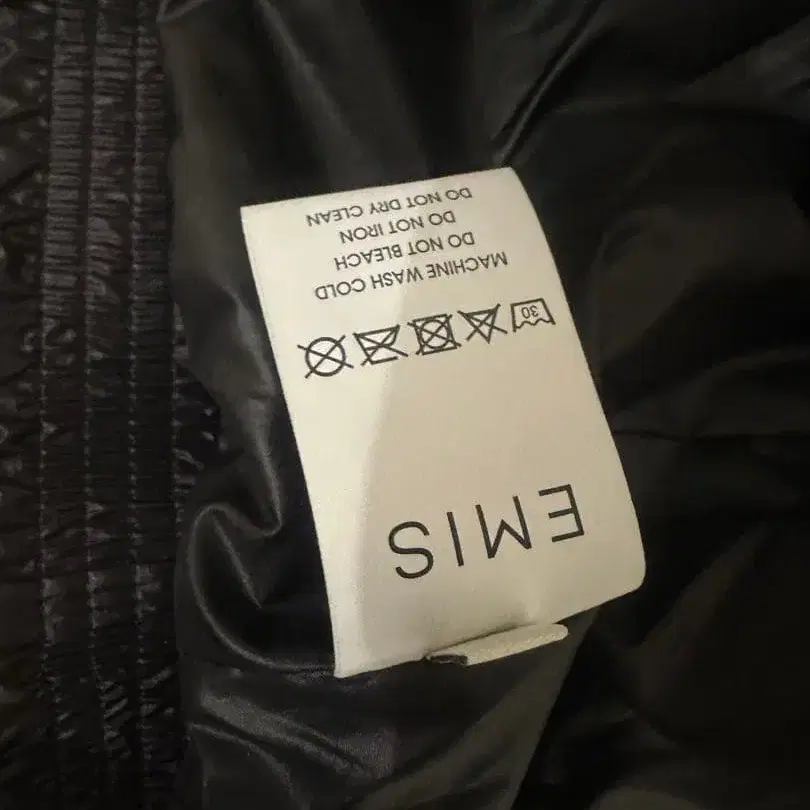 EMIS
30
MACHINE WASH COLD
DO NOT BLEACH
DO NOT IRON
DO NOT DRY CLEAN